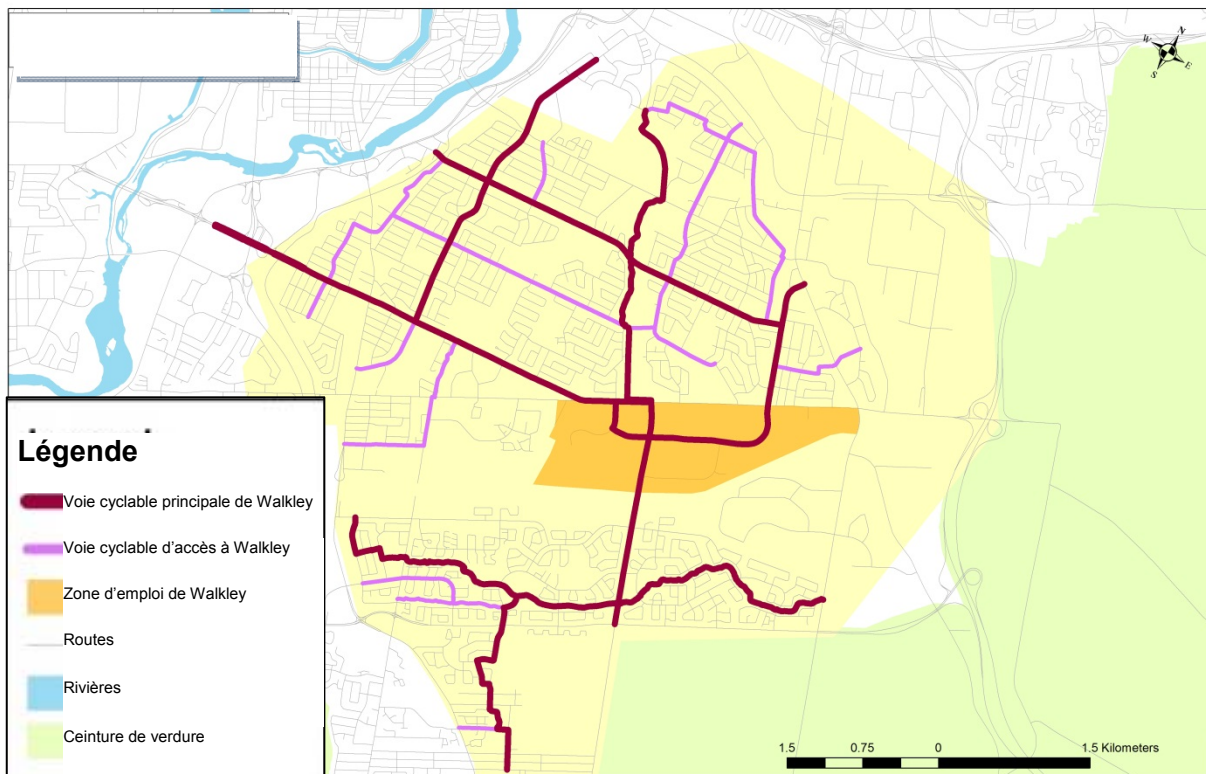 N
W
E
S
Légende
Voie cyclable principale de Walkley
Voie cyclable d'accès à Walkley
Zone d'emploi de Walkley
Routes
Rivières
Ceinture de verdure
1.5 0.75 0 1.5 Kilometers